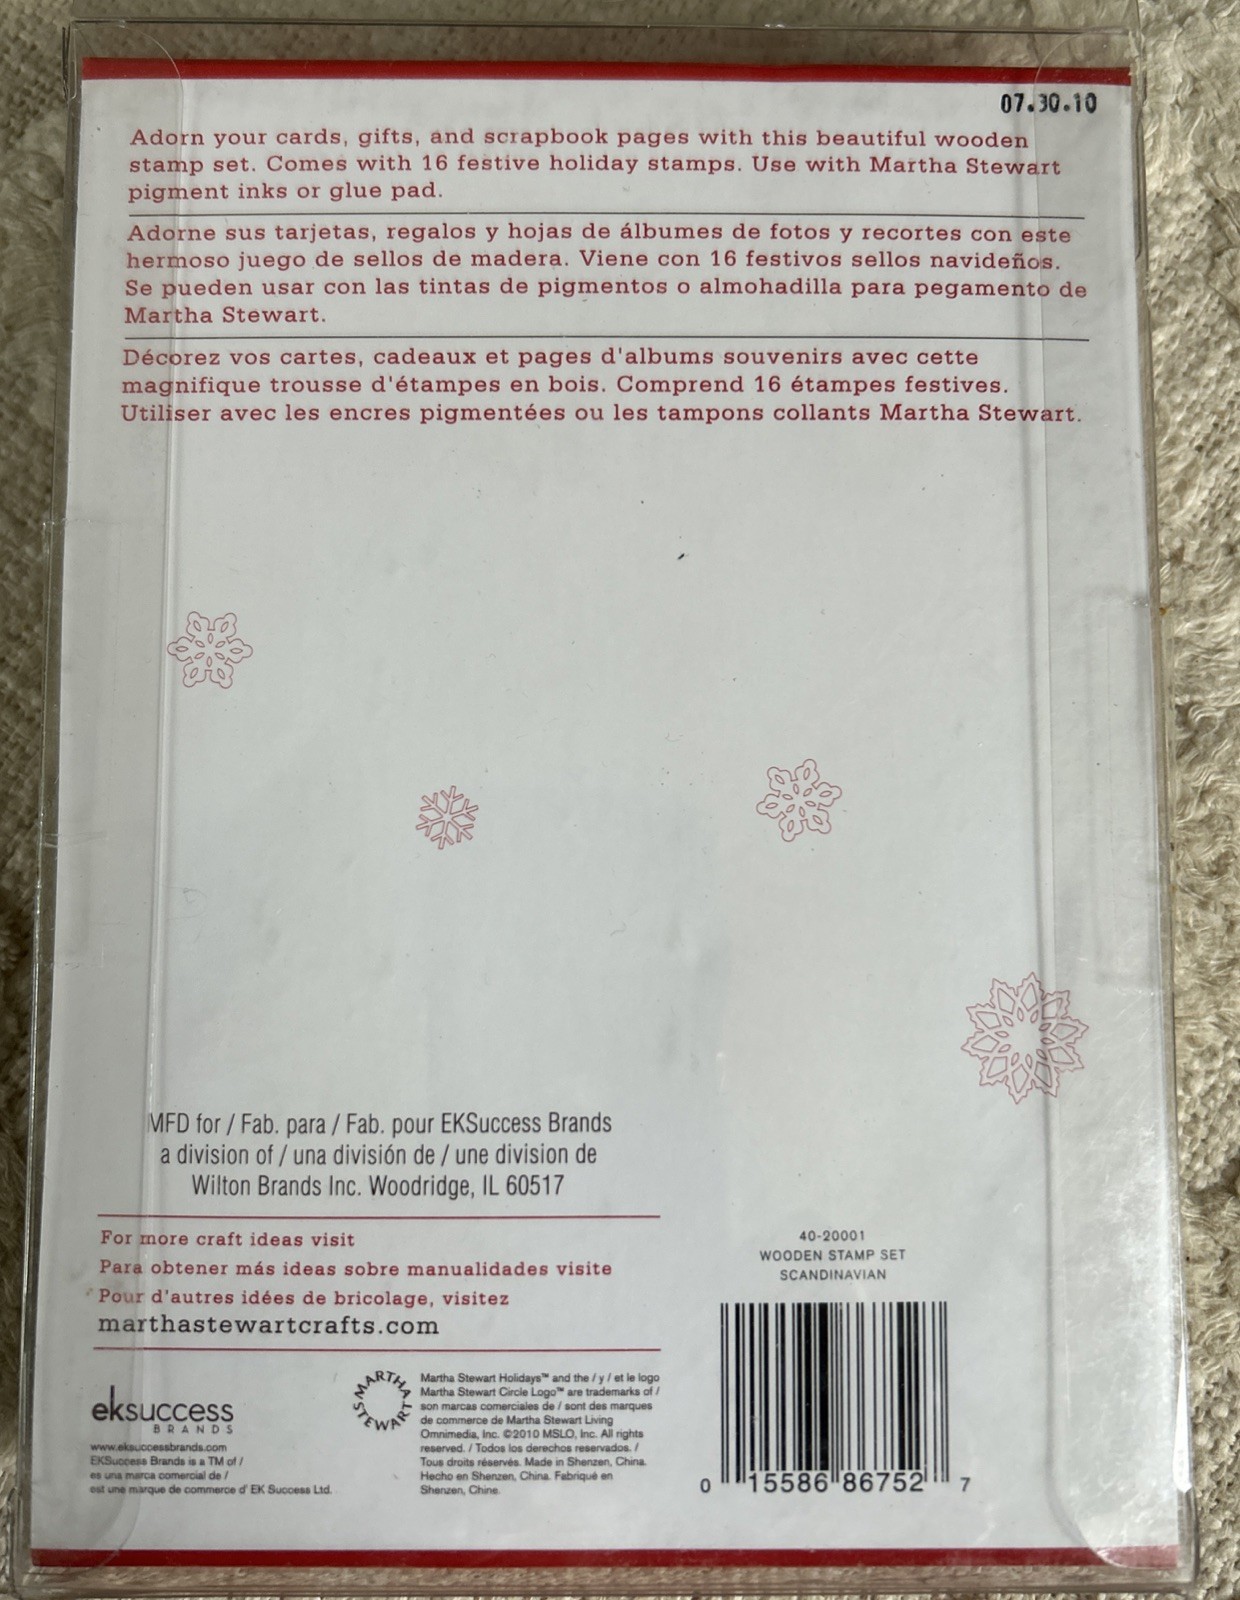 07.30.10
Adorn your cards, gifts, and scrapbook pages with this beautiful wooden
stamp set. Comes with 16 festive holiday stamps. Use with Martha Stewart
pigment inks or glue pad.
Adorne sus tarjetas, regalos y hojas de álbumes de fotos y recortes con este
hermoso juego de sellos de madera. Viene con 16 festivos sellos navideños.
Se pueden usar con las tintas de pigmentos o almohadilla para pegamento de
Martha Stewart.
Décorez vos cartes, cadeaux et pages d'albums souvenirs avec cette
magnifique trousse d'étampes en bois. Comprend 16 étampes festives.
Utiliser avec les encres pigmentées ou les tampons collants Martha Stewart.
MFD for / Fab. para / Fab. pour EKSuccess Brands
a division of / una división de / une division de
Wilton Brands Inc. Woodridge, IL 60517
For more craft ideas visit
Para obtener más ideas sobre manualidades visite
Pour d'autres idées de bricolage, visitez
marthastewartcrafts.com
eksuccess
BRANDS
www.eksuccessbrands.com
EKSuccess Brands is a TM of /
es una marca comercial de /
est une marque de commerce d' EK Success Ltd.
MARTHA
STEWART
Martha Stewart Holidays™ and the / y / et le logo
Martha Stewart Circle Logo™ are trademarks of /
son marcas comerciales de / sont des marques
de commerce de Martha Stewart Living
Omnimedia, Inc. ©2010 MSLO, Inc. All rights
reserved. / Todos los derechos reservados. /
Tous droits réservés. Made in Shenzen, China.
Hecho en Shenzen, China. Fabriqué en
Shenzen, Chine.
40-20001
WOODEN STAMP SET
SCANDINAVIAN
0 15586 86752 7